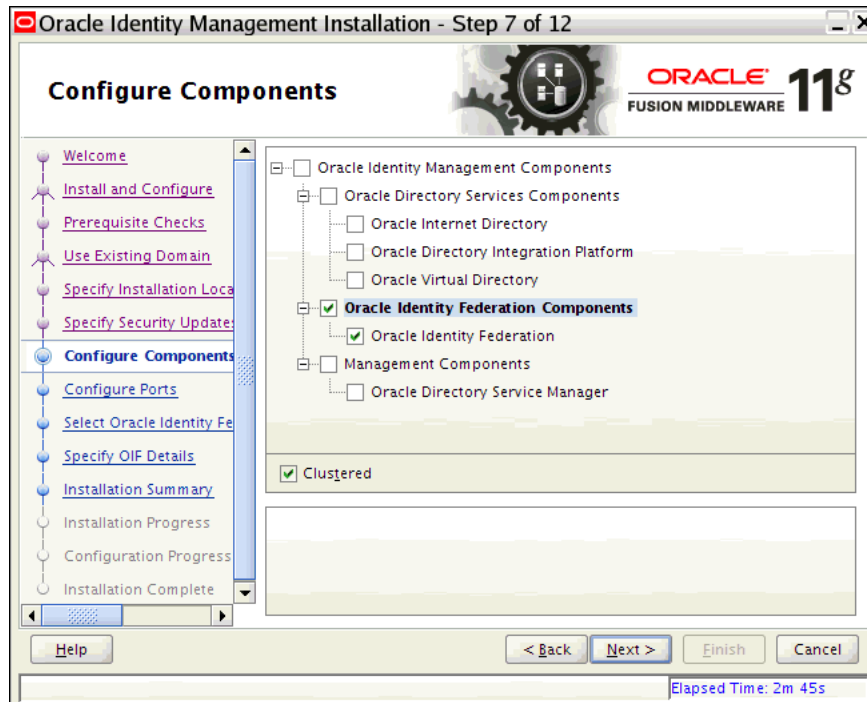 Oracle Identity Management Installation - Step 7 of 12
Configure Components
ORACLE
FUSION MIDDLEWARE
11g
Welcome
Install and Configure
Prerequisite Checks
Use Existing Domain
Specify Installation Loca
Specify Security Updates
Configure Components
Configure Ports
Select Oracle Identity Fe
Specify OIF Details
Installation Summary
Installation Progress
Configuration Progress
Installation Complete
Oracle Identity Management Components
Oracle Directory Services Components
Oracle Internet Directory
Oracle Directory Integration Platform
Oracle Virtual Directory
Oracle Identity Federation Components
Oracle Identity Federation
Management Components
Oracle Directory Service Manager
Clustered
Help
< Back
Next >
Finish
Cancel
Elapsed Time: 2m 45s